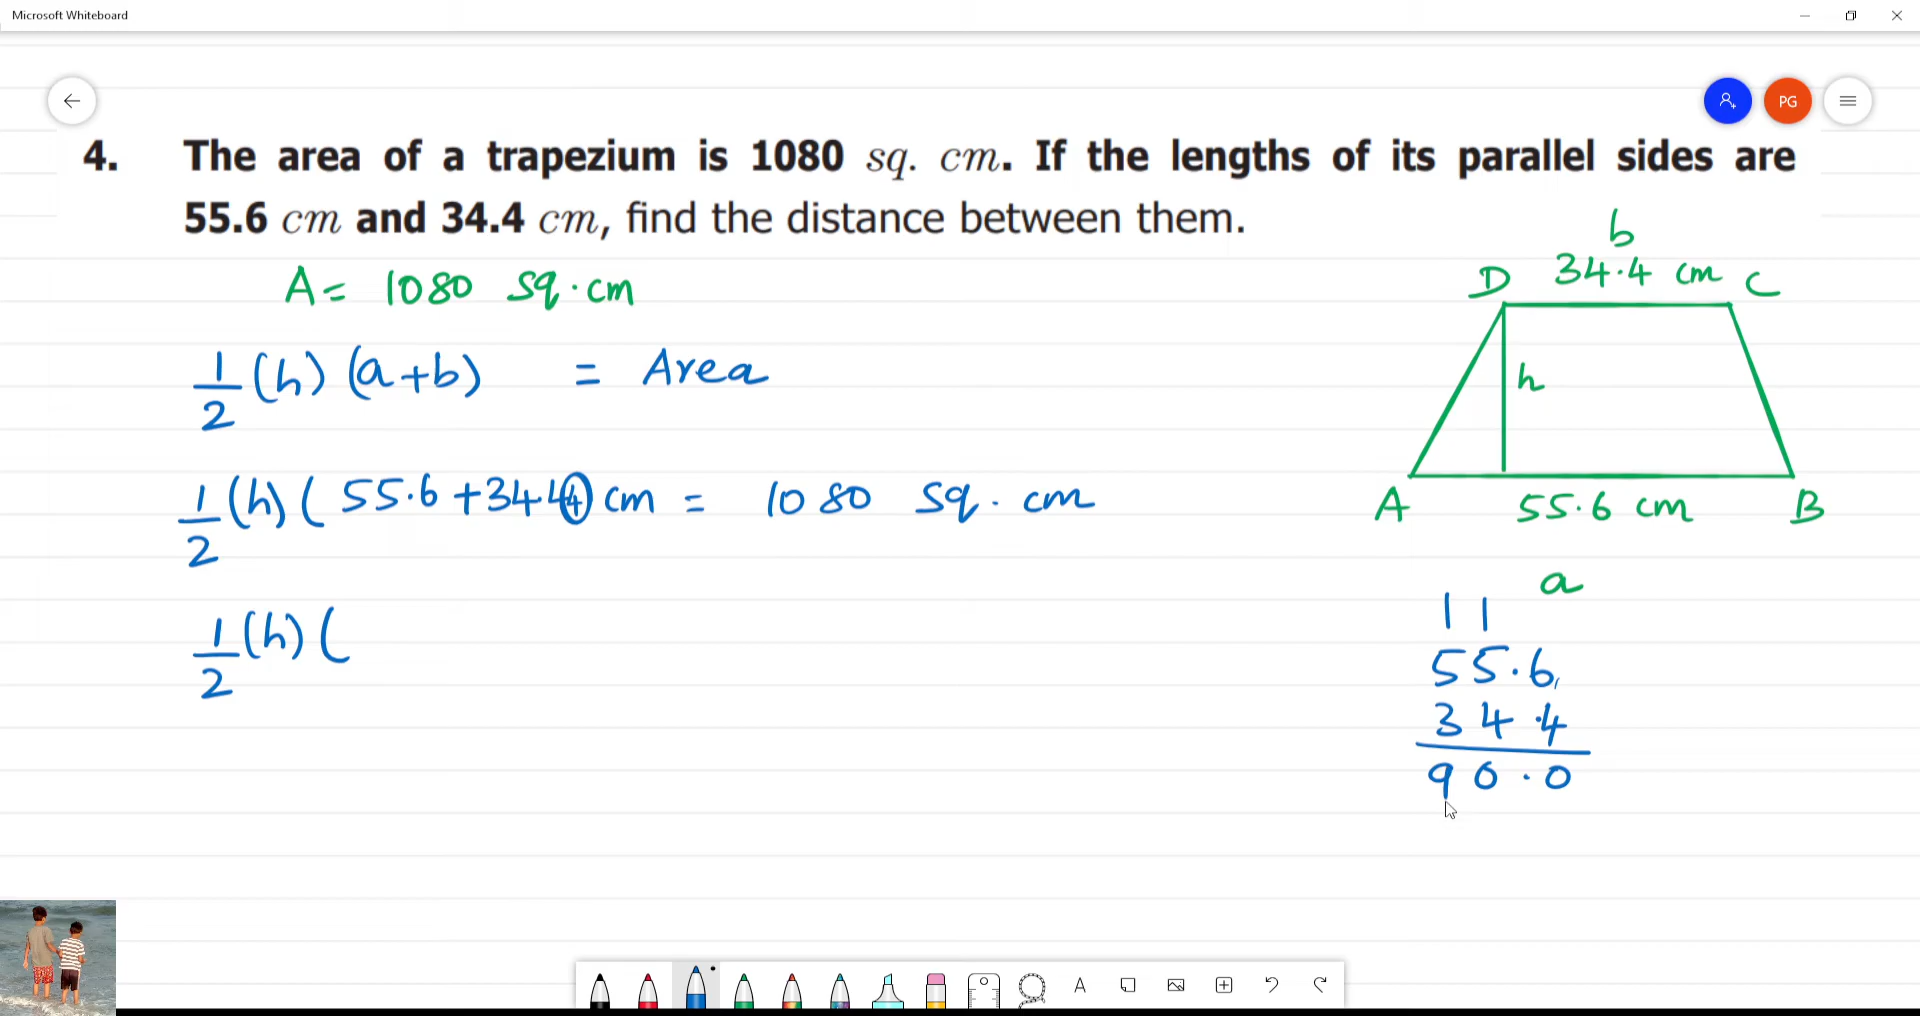 Microsoft Whiteboard
PG
4. The area of a trapezium is 1080 sq. cm. If the lengths of its parallel sides are
55.6 cm and 34.4 cm, find the distance between them.
A = 1080 sq. cm
1/2 (h) (a+b) = Area
1/2 (h) ( 55.6 + 34.4) cm = 1080 sq. cm
1/2 (h) (
b
34.4 cm
D C
h
A 55.6 cm B
a
1 1
55.6
34.4
90.0
A